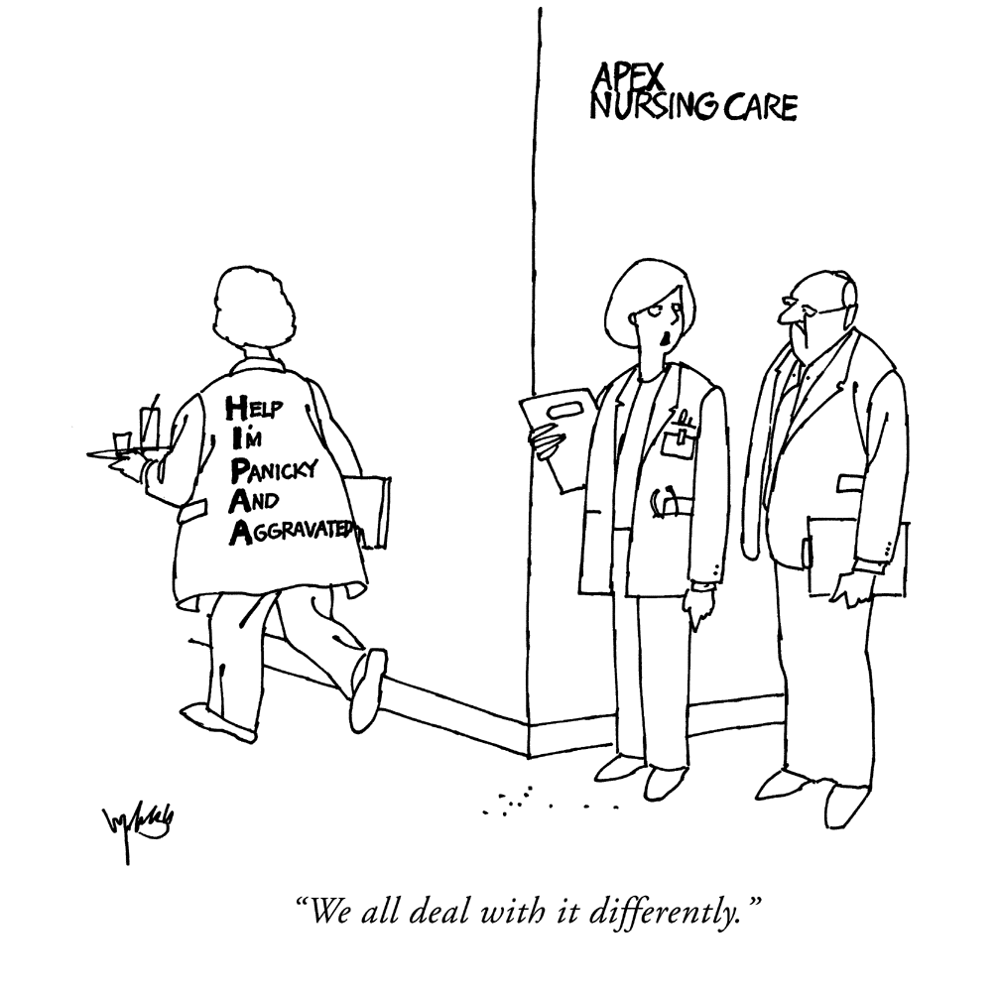 APEX
NURSING CARE
HELP
I'M
PANICKY
AND
AGGRAVATED
“We all deal with it differently.”